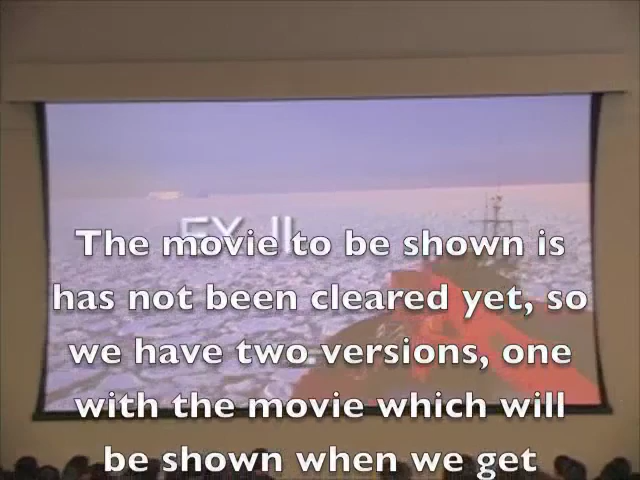 The movie to be shown is
has not been cleared yet, so
we have two versions, one
with the movie which will
be shown when we get